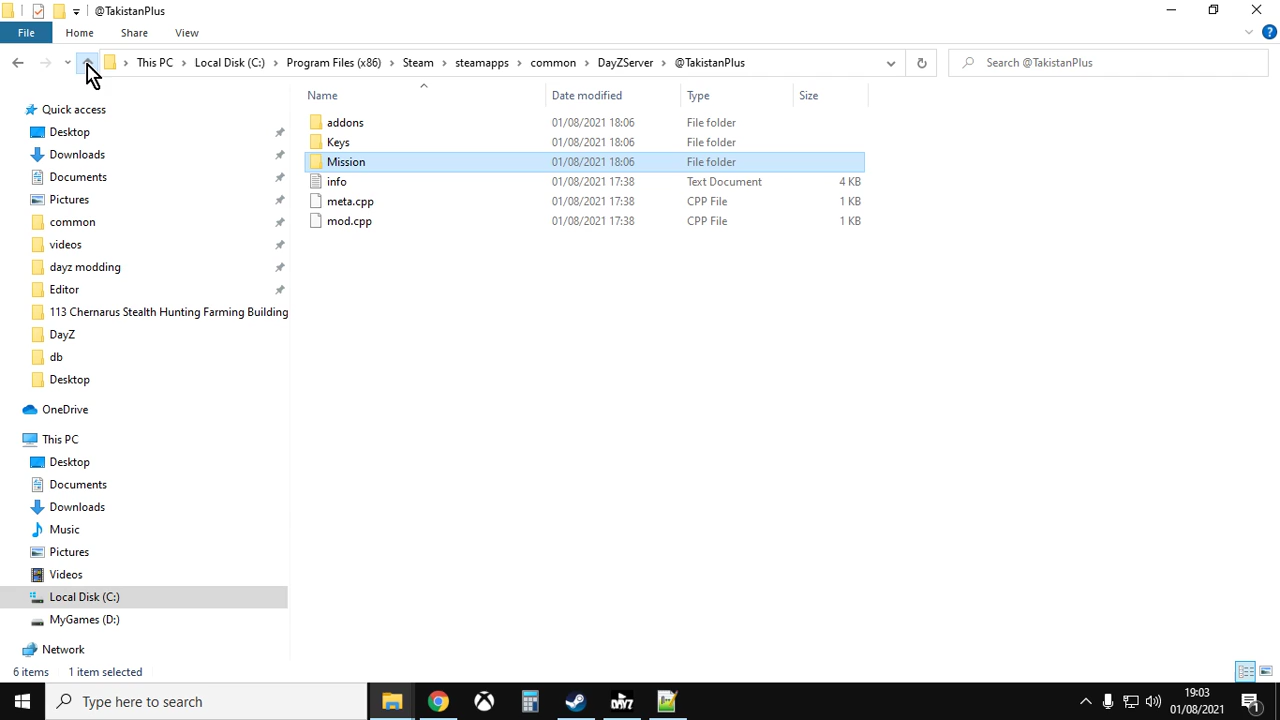 @TakistanPlus
File Home Share View
This PC Local Disk (C:) Program Files (x86) Steam steamapps common DayZServer @TakistanPlus Search @TakistanPlus
Name Date modified Type Size
addons 01/08/2021 18:06 File folder
Keys 01/08/2021 18:06 File folder
Mission 01/08/2021 18:06 File folder
info 01/08/2021 17:38 Text Document 4 KB
meta.cpp 01/08/2021 17:38 CPP File 1 KB
mod.cpp 01/08/2021 17:38 CPP File 1 KB
Quick access
Desktop
Downloads
Documents
Pictures
common
videos
dayz modding
Editor
113 Chernarus Stealth Hunting Farming Building
DayZ
db
Desktop
OneDrive
This PC
Desktop
Documents
Downloads
Music
Pictures
Videos
Local Disk (C:)
MyGames (D:)
Network
6 items 1 item selected
Type here to search
DAYZ
19:03
01/08/2021
1